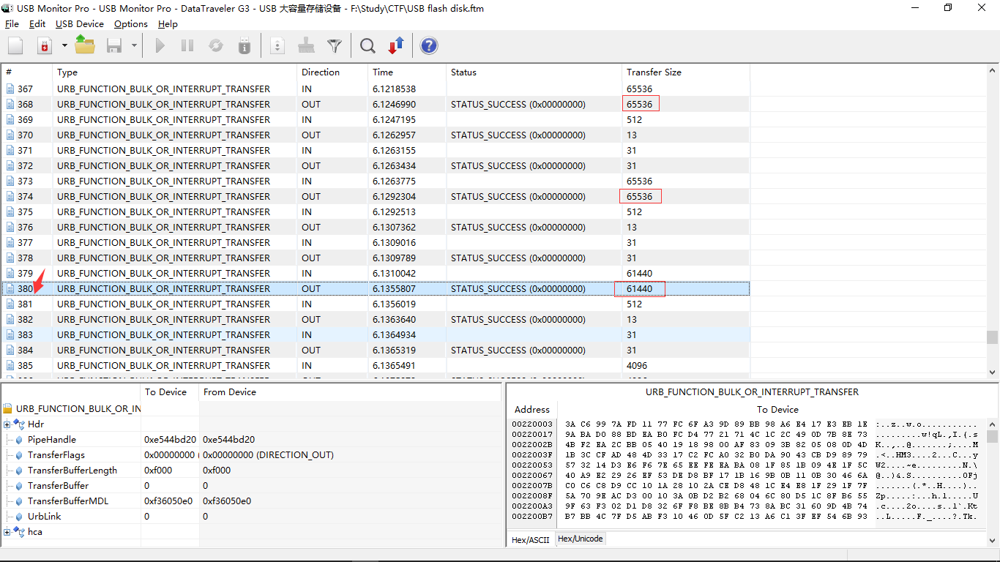 USB Monitor Pro - USB Monitor Pro - DataTraveler G3 - USB 大容量存储设备 - F:\Study\CTF\USB flash disk.ftm
File Edit USB Device Options Help
# Type Direction Time Status Transfer Size
367 URB_FUNCTION_BULK_OR_INTERRUPT_TRANSFER IN 6.1218538 65536
368 URB_FUNCTION_BULK_OR_INTERRUPT_TRANSFER OUT 6.1246990 STATUS_SUCCESS (0x00000000) 65536
369 URB_FUNCTION_BULK_OR_INTERRUPT_TRANSFER IN 6.1247195 512
370 URB_FUNCTION_BULK_OR_INTERRUPT_TRANSFER OUT 6.1262957 STATUS_SUCCESS (0x00000000) 13
371 URB_FUNCTION_BULK_OR_INTERRUPT_TRANSFER IN 6.1263155 31
372 URB_FUNCTION_BULK_OR_INTERRUPT_TRANSFER OUT 6.1263434 STATUS_SUCCESS (0x00000000) 31
373 URB_FUNCTION_BULK_OR_INTERRUPT_TRANSFER IN 6.1263775 65536
374 URB_FUNCTION_BULK_OR_INTERRUPT_TRANSFER OUT 6.1292304 STATUS_SUCCESS (0x00000000) 65536
375 URB_FUNCTION_BULK_OR_INTERRUPT_TRANSFER IN 6.1292513 512
376 URB_FUNCTION_BULK_OR_INTERRUPT_TRANSFER OUT 6.1307362 STATUS_SUCCESS (0x00000000) 13
377 URB_FUNCTION_BULK_OR_INTERRUPT_TRANSFER IN 6.1309016 31
378 URB_FUNCTION_BULK_OR_INTERRUPT_TRANSFER OUT 6.1309789 STATUS_SUCCESS (0x00000000) 31
379 URB_FUNCTION_BULK_OR_INTERRUPT_TRANSFER IN 6.1310042 61440
380 URB_FUNCTION_BULK_OR_INTERRUPT_TRANSFER OUT 6.1355807 STATUS_SUCCESS (0x00000000) 61440
381 URB_FUNCTION_BULK_OR_INTERRUPT_TRANSFER IN 6.1356019 512
382 URB_FUNCTION_BULK_OR_INTERRUPT_TRANSFER OUT 6.1363640 STATUS_SUCCESS (0x00000000) 13
383 URB_FUNCTION_BULK_OR_INTERRUPT_TRANSFER IN 6.1364934 31
384 URB_FUNCTION_BULK_OR_INTERRUPT_TRANSFER OUT 6.1365319 STATUS_SUCCESS (0x00000000) 31
385 URB_FUNCTION_BULK_OR_INTERRUPT_TRANSFER IN 6.1365491 4096
To Device From Device
URB_FUNCTION_BULK_OR_IN
Hdr
PipeHandle 0xe544bd20 0xe544bd20
TransferFlags 0x00000000 ( 0x00000000 (DIRECTION_OUT)
TransferBufferLength 0xf000 0xf000
TransferBuffer 0 0
TransferBufferMDL 0xf36050e0 0xf36050e0
UrbLink 0 0
hca
URB_FUNCTION_BULK_OR_INTERRUPT_TRANSFER
Address To Device
00220003 3A C6 99 7A FD 11 77 FC 6F A3 9D 89 BB 98 A6 E4 17 E3 EB 1E :..z..w.o...........
00220017 9A BA D0 88 BD EA B0 FC D4 77 21 71 4C 1C 2C 49 0D 7B 8E 73 .........w!qL.,I.{.s
0022002B 4B F2 EA 2C BB 05 40 19 18 98 00 AF 83 09 3B 82 05 08 0D 4D K..,..@.......;....M
0022003F 1B 3C CF AD 48 4D 33 17 C2 FC A0 32 B0 DA 90 43 CB D9 89 79 .<..HM3....2...C...y
00220053 57 32 14 D3 E6 F6 7E 65 EE FE EA BA 08 1F 85 1B 09 4E 1F 5C W2....~e.........N.\
00220067 40 A9 E2 29 26 EF 53 DE D8 BF 17 1B 16 9B 0B 11 0B 30 46 6A @..)&.S..........0Fj
0022007B C0 C6 C8 D9 CC 10 1A 28 10 2A CE D8 48 1C E4 E8 1F 29 1F 7F .......(.*..H....)..
0022008F 5A 70 9E AC D3 00 10 3A 0B D2 B2 68 04 6C 80 D5 1C 8F B6 55 Zp.....:...h.l.....U
002200A3 9F 63 F3 02 D1 D8 32 6F F8 BE 8B B4 73 8A BC 31 60 9D 4B 74 .c....2o....s..1`.Kt
002200B7 B7 BB 4C 7F D5 AB F3 10 46 0D 5F C2 13 A6 C1 3F EF 54 6B 93 ..L.....F._....?.Tk.
Hex/ASCII Hex/Unicode